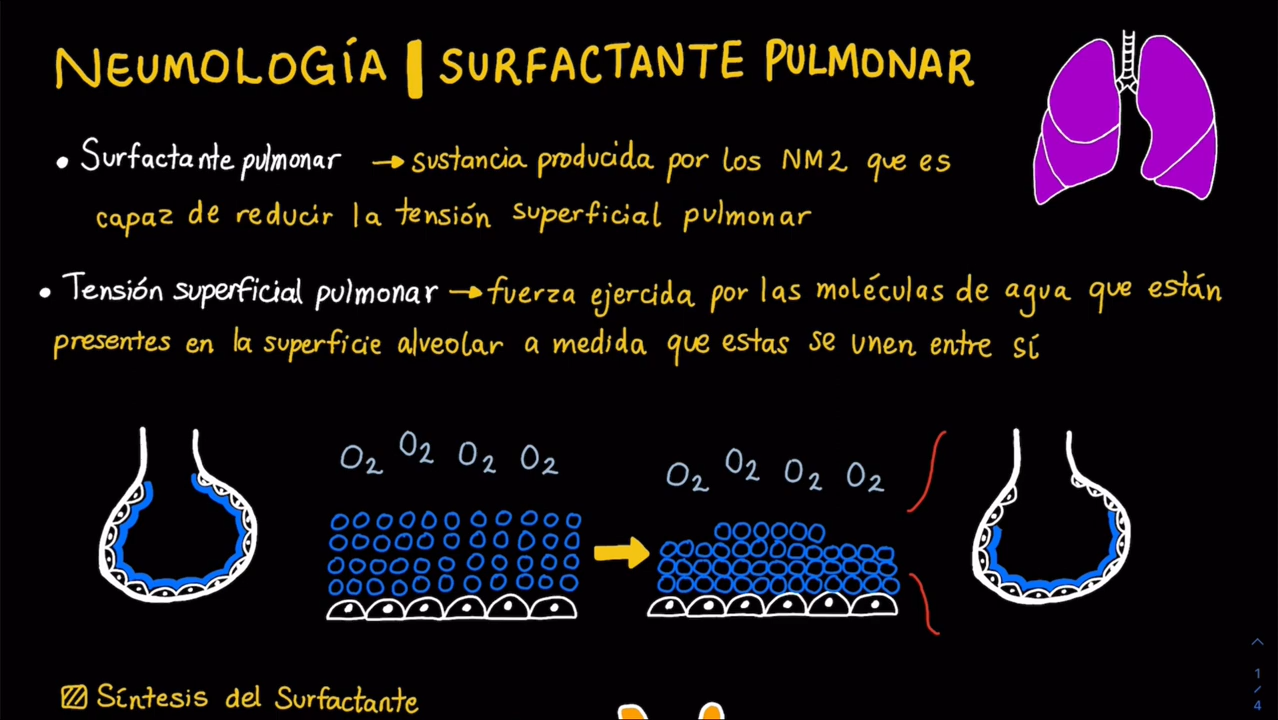 NEUMOLOGÍA | SURFACTANTE PULMONAR
• Surfactante pulmonar → sustancia producida por los NM2 que es
capaz de reducir la tensión superficial pulmonar
• Tensión superficial pulmonar → fuerza ejercida por las moléculas de agua que están
presentes en la superficie alveolar a medida que estas se unen entre sí
O2 O2 O2 O2
O2 O2 O2 O2
Síntesis del Surfactante
1
/
4